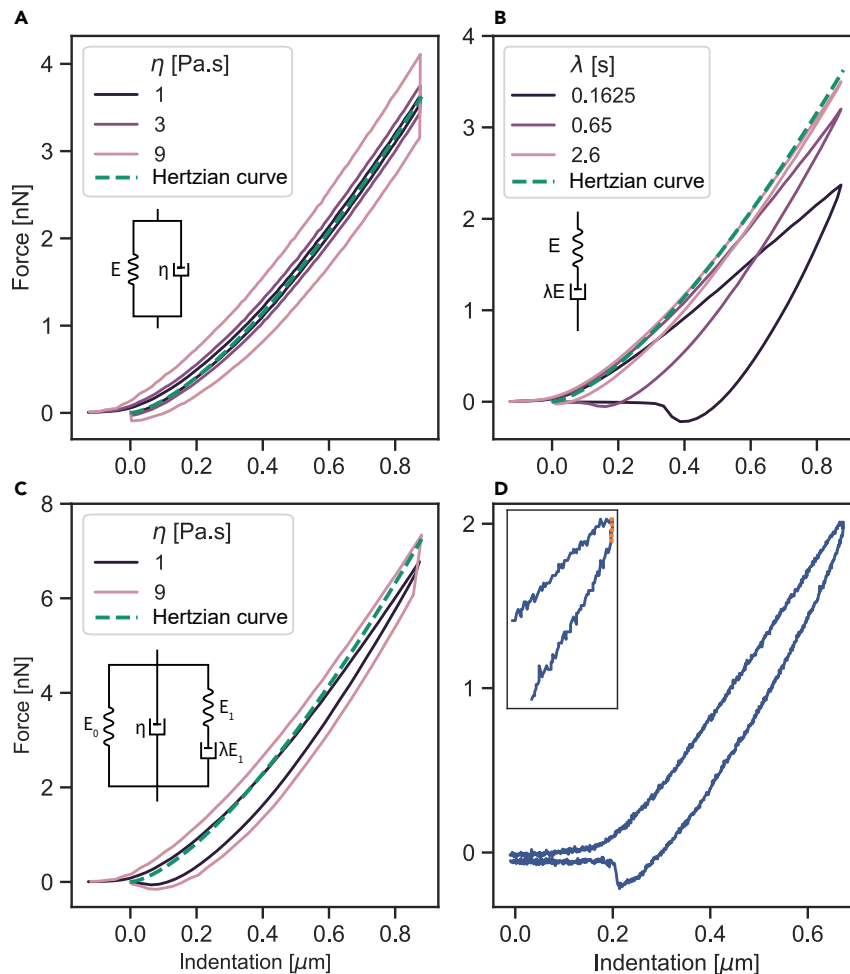 A
4
3
2
1
0
Force [nN]
η [Pa.s]
1
3
9
Hertzian curve
E
η
0.0
0.2
0.4
0.6
0.8
B
4
3
2
1
0
λ [s]
0.1625
0.65
2.6
Hertzian curve
E
λE
0.0
0.2
0.4
0.6
0.8
C
8
6
4
2
0
Force [nN]
η [Pa.s]
1
9
Hertzian curve
E₀
η
E₁
λE₁
0.0
0.2
0.4
0.6
0.8
Indentation [μm]
D
2
1
0
0.0
0.2
0.4
0.6
Indentation [μm]